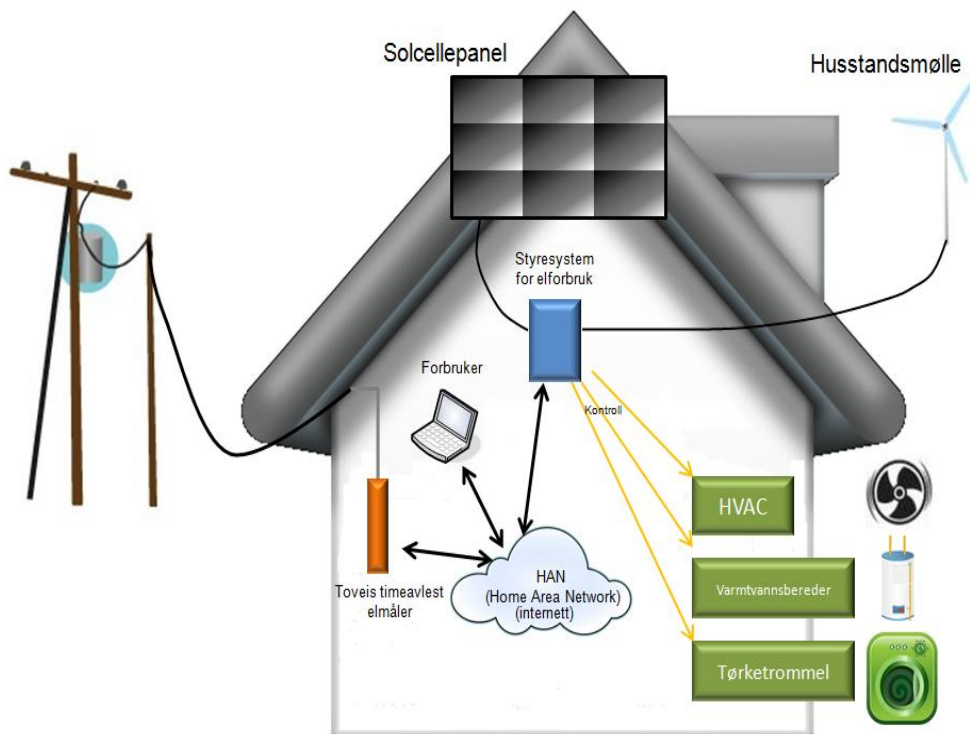 Solcellepanel
Husstandsmølle
Styresystem
for elforbruk
Forbruker
Kontroll
HVAC
HAN
(Home Area Network)
(internett)
Toveis timeavlest
elmåler
Varmtvannsbereder
Tørketrommel